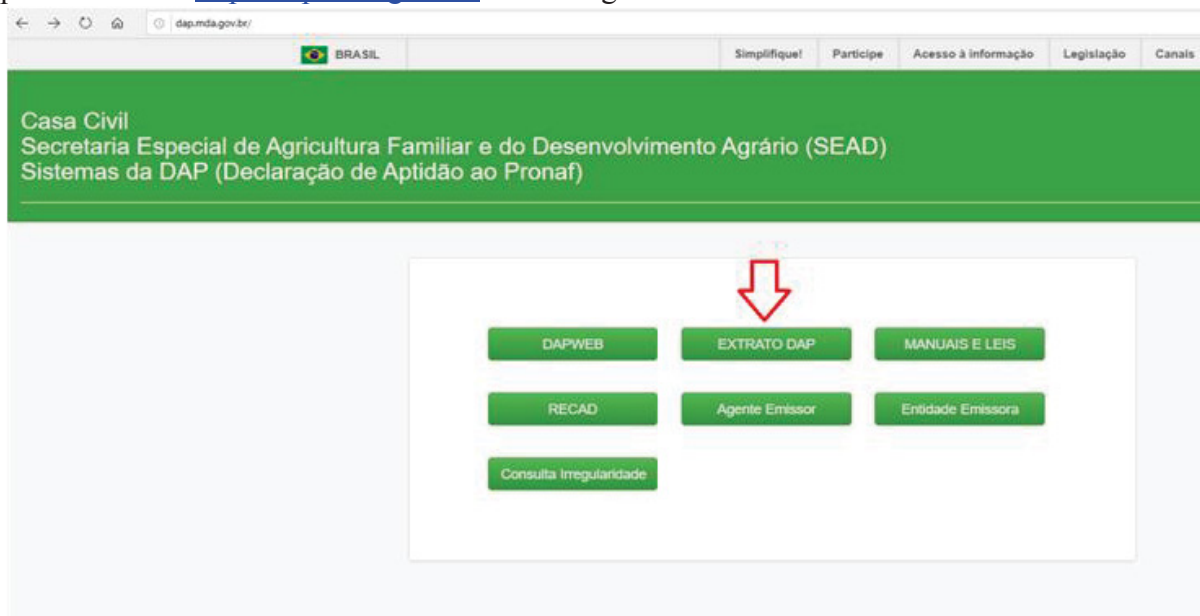 dap.mda.gov.br/
BRASIL Simplifique! Participe Acesso à informação Legislação Canais
Casa Civil
Secretaria Especial de Agricultura Familiar e do Desenvolvimento Agrário (SEAD)
Sistemas da DAP (Declaração de Aptidão ao Pronaf)
DAPWEB EXTRATO DAP MANUAIS E LEIS
RECAD Agente Emissor Entidade Emissora
Consulta Irregularidade